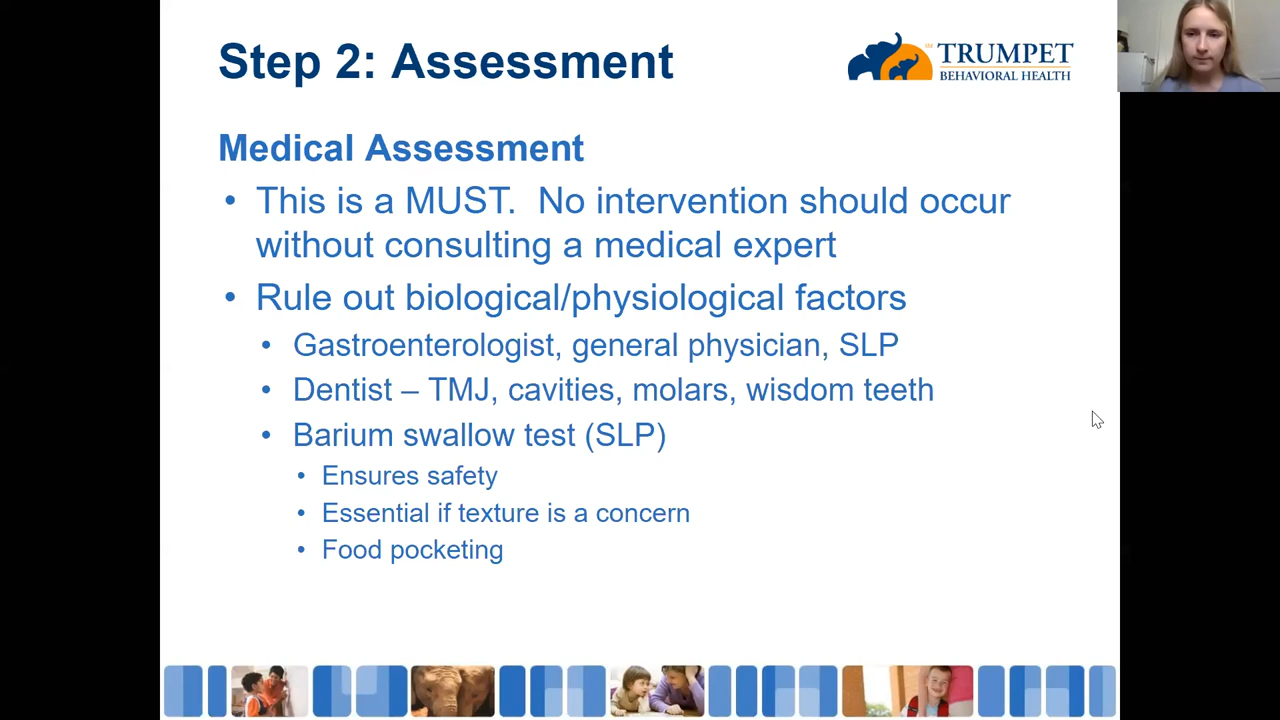 Step 2: Assessment
TRUMPET
BEHAVIORAL HEALTH
Medical Assessment
• This is a MUST.  No intervention should occur
without consulting a medical expert
• Rule out biological/physiological factors
• Gastroenterologist, general physician, SLP
• Dentist – TMJ, cavities, molars, wisdom teeth
• Barium swallow test (SLP)
• Ensures safety
• Essential if texture is a concern
• Food pocketing